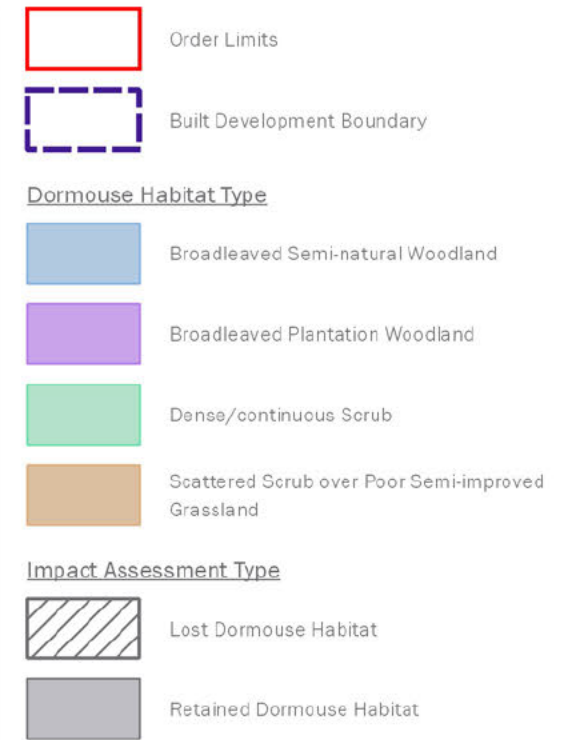 Order Limits
Built Development Boundary
Dormouse Habitat Type
Broadleaved Semi-natural Woodland
Broadleaved Plantation Woodland
Dense/continuous Scrub
Scattered Scrub over Poor Semi-improved
Grassland
Impact Assessment Type
Lost Dormouse Habitat
Retained Dormouse Habitat